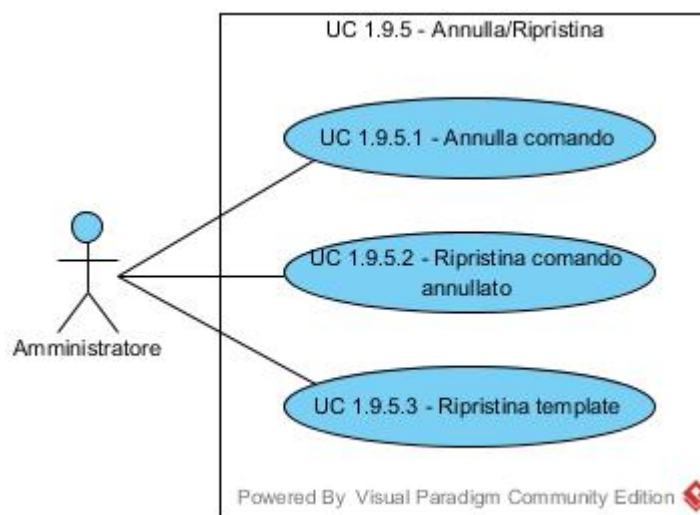 UC 1.9.5 - Annulla/Ripristina
UC 1.9.5.1 - Annulla comando
UC 1.9.5.2 - Ripristina comando
annullato
Amministratore
UC 1.9.5.3 - Ripristina template
Powered By Visual Paradigm Community Edition